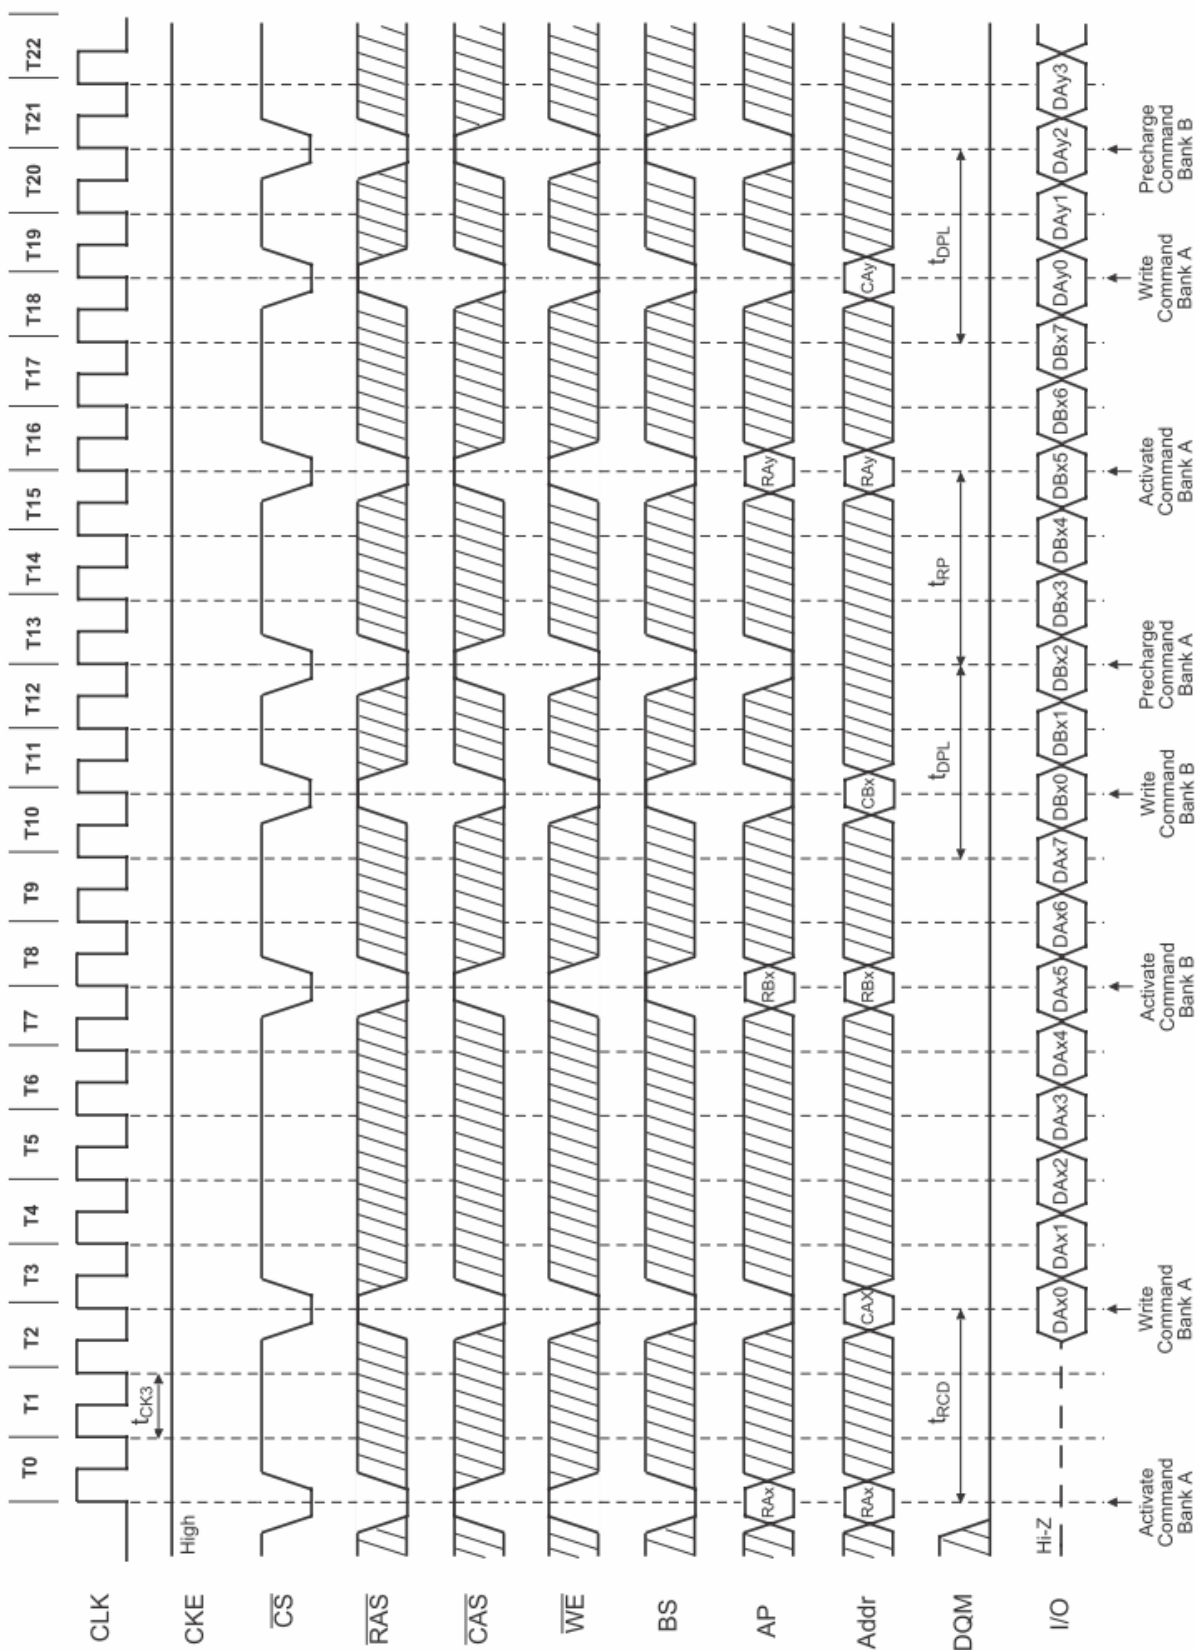 T0 T1 T2 T3 T4 T5 T6 T7 T8 T9 T10 T11 T12 T13 T14 T15 T16 T17 T18 T19 T20 T21 T22
CLK
tCK3
CKE
High
CS
RAS
CAS
WE
BS
AP
RAx RBx RAy
Addr
RAx CAX RBx CBx RAy CAy
DQM
tRCD tDPL tRP tDPL
I/O
Hi-Z
DAx0 DAx1 DAx2 DAx3 DAx4 DAx5 DAx6 DAx7 DBx0 DBx1 DBx2 DBx3 DBx4 DBx5 DBx6 DBx7 DAy0 DAy1 DAy2 DAy3
Activate
Command
Bank A
Write
Command
Bank A
Activate
Command
Bank B
Write
Command
Bank B
Precharge
Command
Bank A
Activate
Command
Bank A
Write
Command
Bank A
Precharge
Command
Bank B